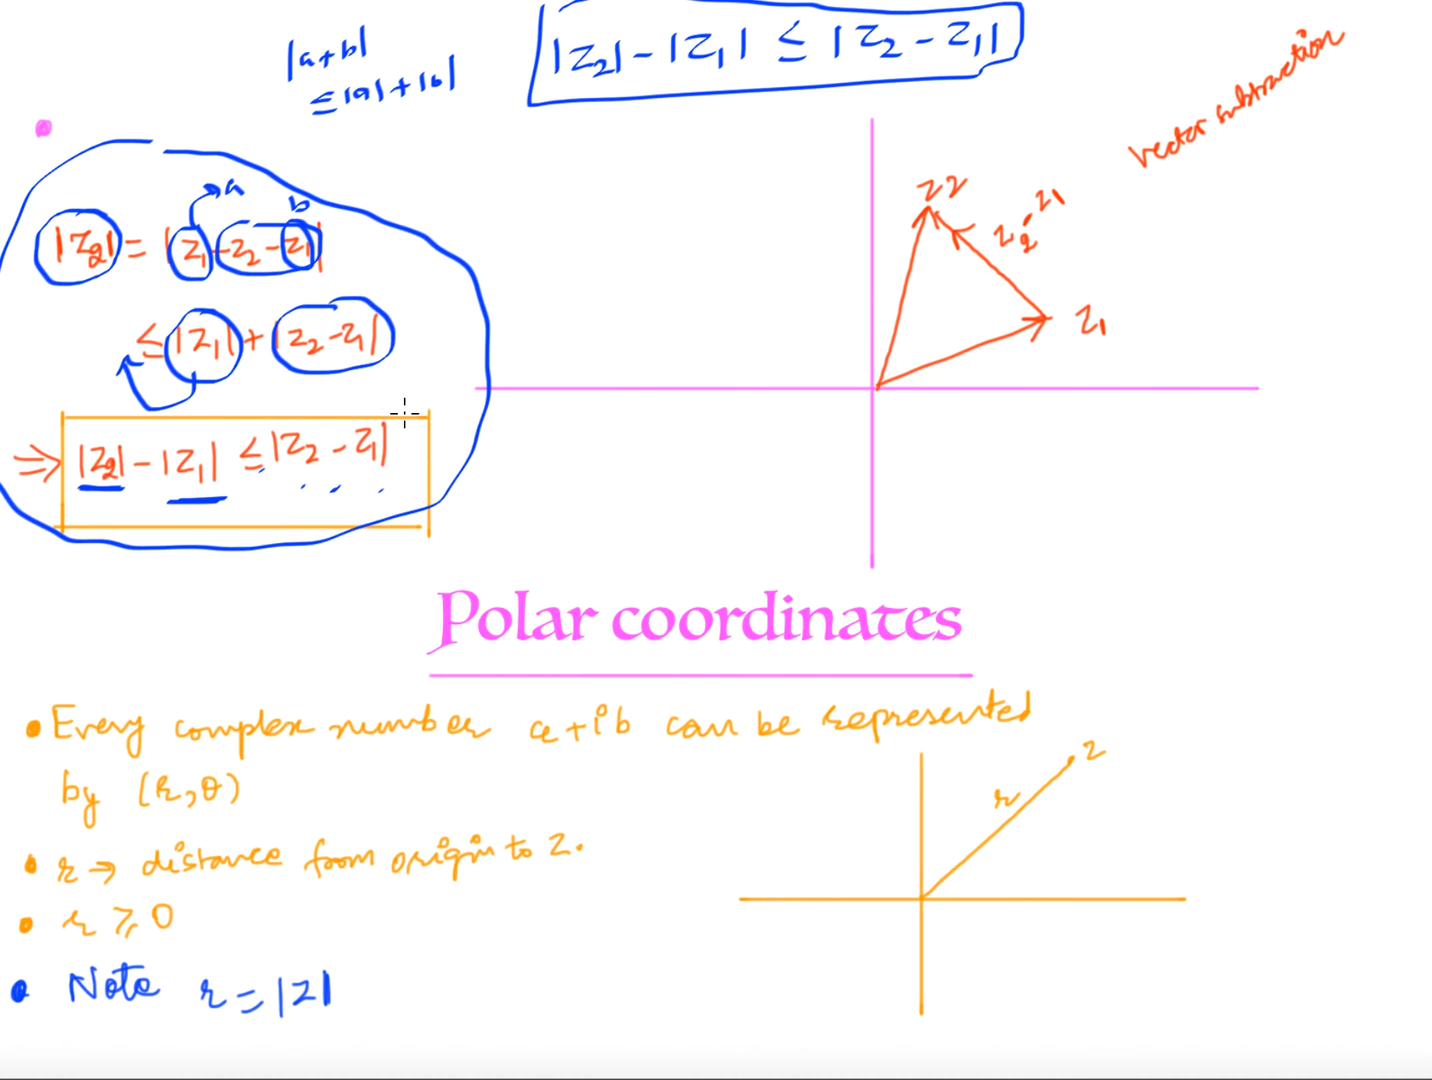 |a+b|
≤|a|+|b|
|z₂|-|z₁| ≤ |z₂-z₁|
vector subtraction
a
b
|z₂| = |z₁+z₂-z₁|
≤|z₁|+|z₂-z₁|
⇒ |z₂|-|z₁| ≤|z₂-z₁|
z2
z₂-z₁
z₁
Polar coordinates
• Every complex number a+ib can be represented
by (r,θ)
• r → distance from origin to z.
• r ≥ 0
• Note r = |z|
z
r